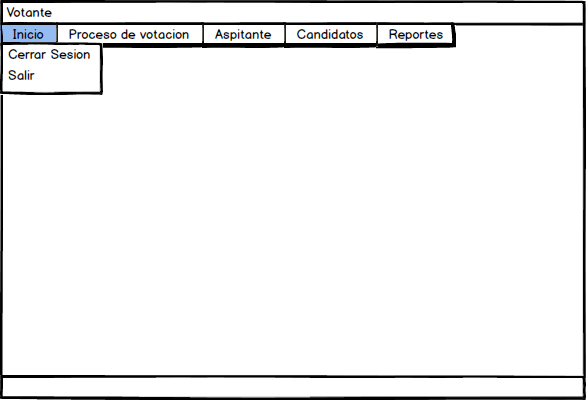 Votante
Inicio Proceso de votacion Aspitante Candidatos Reportes
Cerrar Sesion
Salir